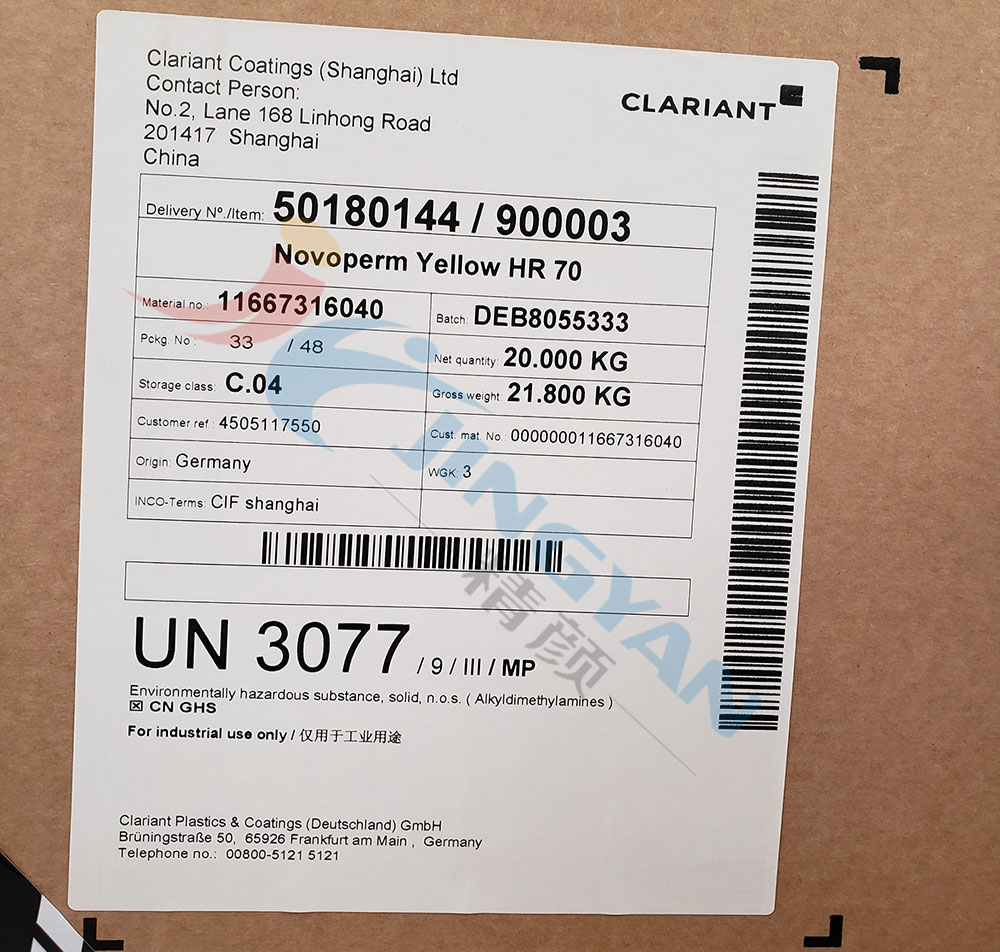 Clariant Coatings (Shanghai) Ltd
Contact Person:
No.2, Lane 168 Linhong Road
201417 Shanghai
China
CLARIANT
Delivery Nº./Item: 50180144 / 900003
Novoperm Yellow HR 70
Material no.: 11667316040
Batch: DEB8055333
Pckg. No : 33 / 48
Net quantity: 20.000 KG
Storage class: C.04
Gross weight: 21.800 KG
Customer ref.: 4505117550
Cust. mat. No. 000000011667316040
Origin: Germany
WGK: 3
INCO-Terms: CIF shanghai
JINGYAN
精颜
UN 3077 / 9 / III / MP
Environmentally hazardous substance, solid, n.o.s. ( Alkyldimethylamines )
☒ CN GHS
For industrial use only / 仅用于工业用途
Clariant Plastics & Coatings (Deutschland) GmbH
Brüningstraße 50, 65926 Frankfurt am Main , Germany
Telephone no.: 00800-5121 5121